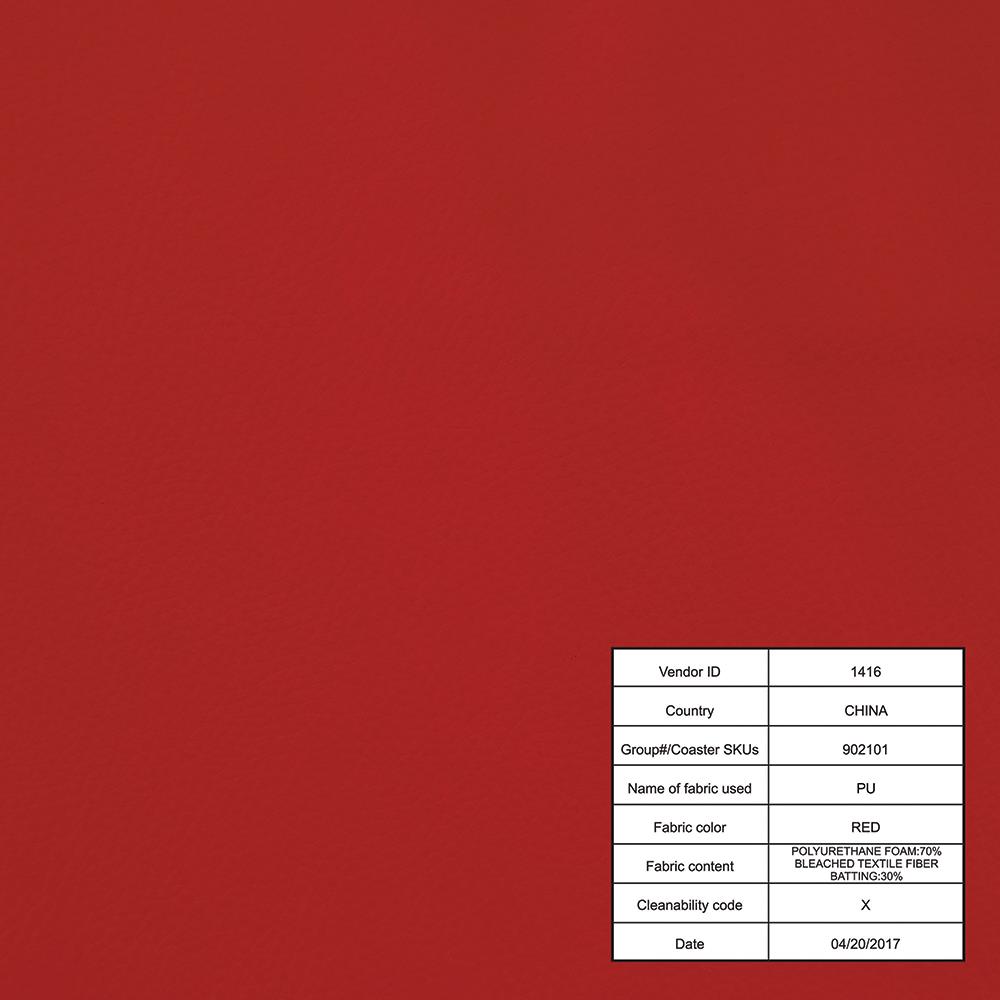 Vendor ID 1416
Country CHINA
Group#/Coaster SKUs 902101
Name of fabric used PU
Fabric color RED
Fabric content POLYURETHANE FOAM:70%
BLEACHED TEXTILE FIBER
BATTING:30%
Cleanability code X
Date 04/20/2017